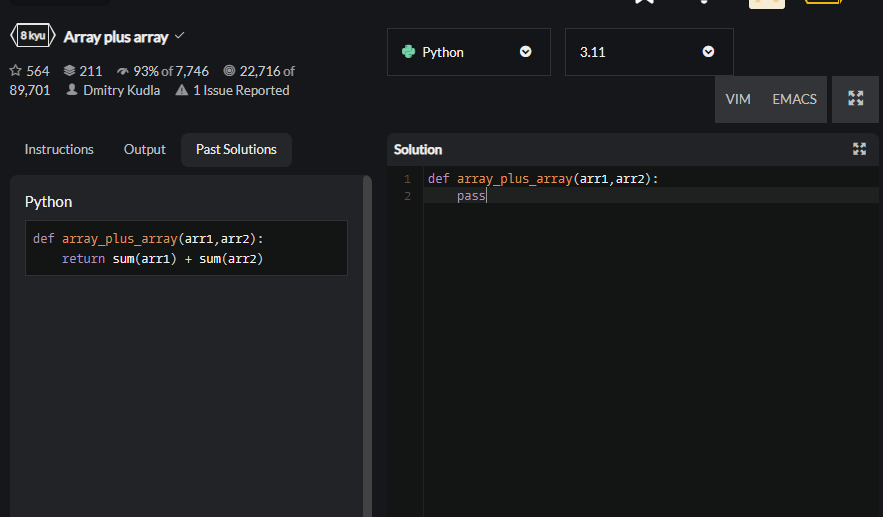 8 kyu Array plus array
564 211 93% of 7,746 22,716 of
89,701 Dmitry Kudla 1 Issue Reported
Python
3.11
VIM EMACS
Instructions Output Past Solutions
Python
def array_plus_array(arr1,arr2):
return sum(arr1) + sum(arr2)
Solution
1 def array_plus_array(arr1,arr2):
2 pass